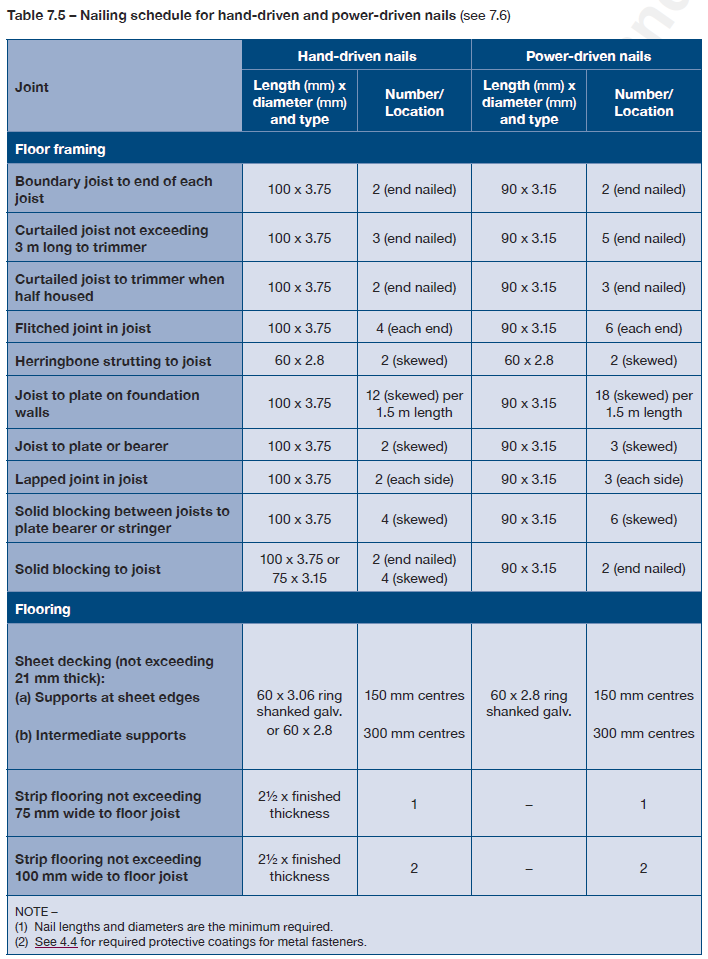 Table 7.5 – Nailing schedule for hand-driven and power-driven nails (see 7.6)
Joint
Hand-driven nails
Power-driven nails
Length (mm) x diameter (mm) and type
Number/ Location
Length (mm) x diameter (mm) and type
Number/ Location
Floor framing
Boundary joist to end of each joist | 100 x 3.75 | 2 (end nailed) | 90 x 3.15 | 2 (end nailed)
Curtailed joist not exceeding 3 m long to trimmer | 100 x 3.75 | 3 (end nailed) | 90 x 3.15 | 5 (end nailed)
Curtailed joist to trimmer when half housed | 100 x 3.75 | 2 (end nailed) | 90 x 3.15 | 3 (end nailed)
Flitched joint in joist | 100 x 3.75 | 4 (each end) | 90 x 3.15 | 6 (each end)
Herringbone strutting to joist | 60 x 2.8 | 2 (skewed) | 60 x 2.8 | 2 (skewed)
Joist to plate on foundation walls | 100 x 3.75 | 12 (skewed) per 1.5 m length | 90 x 3.15 | 18 (skewed) per 1.5 m length
Joist to plate or bearer | 100 x 3.75 | 2 (skewed) | 90 x 3.15 | 3 (skewed)
Lapped joint in joist | 100 x 3.75 | 2 (each side) | 90 x 3.15 | 3 (each side)
Solid blocking between joists to plate bearer or stringer | 100 x 3.75 | 4 (skewed) | 90 x 3.15 | 6 (skewed)
Solid blocking to joist | 100 x 3.75 or 75 x 3.15 | 2 (end nailed) 4 (skewed) | 90 x 3.15 | 2 (end nailed)
Flooring
Sheet decking (not exceeding 21 mm thick):
(a) Supports at sheet edges | 60 x 3.06 ring shanked galv. or 60 x 2.8 | 150 mm centres | 60 x 2.8 ring shanked galv. | 150 mm centres
(b) Intermediate supports | 300 mm centres | 300 mm centres
Strip flooring not exceeding 75 mm wide to floor joist | 2½ x finished thickness | 1 | – | 1
Strip flooring not exceeding 100 mm wide to floor joist | 2½ x finished thickness | 2 | – | 2
NOTE –
(1) Nail lengths and diameters are the minimum required.
(2) See 4.4 for required protective coatings for metal fasteners.